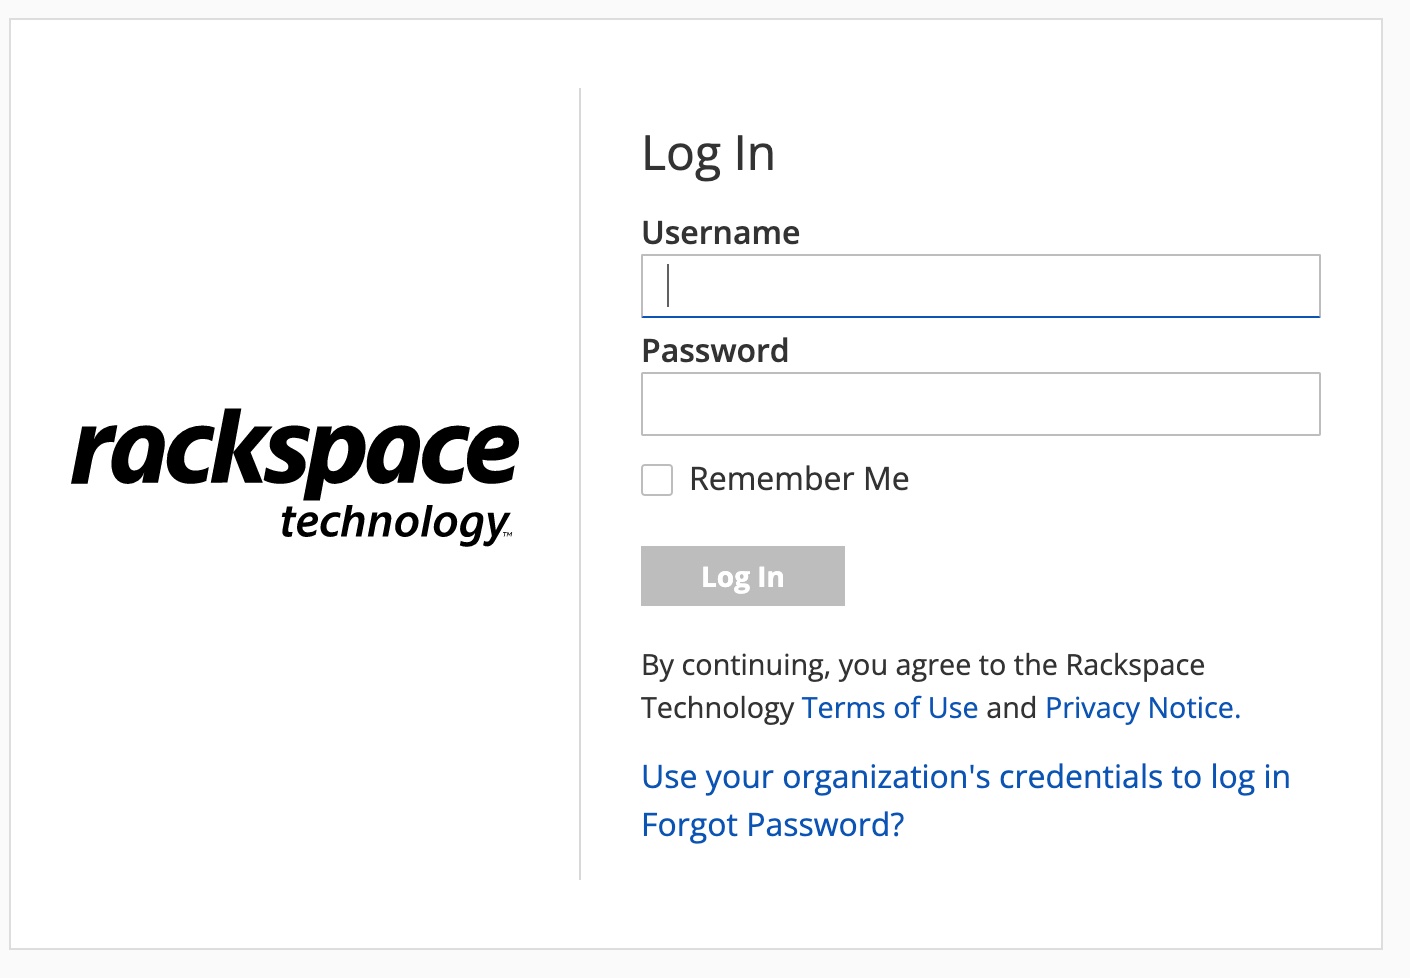 rackspace
technology™
Log In
Username
Password
Remember Me
Log In
By continuing, you agree to the Rackspace
Technology Terms of Use and Privacy Notice.
Use your organization's credentials to log in
Forgot Password?